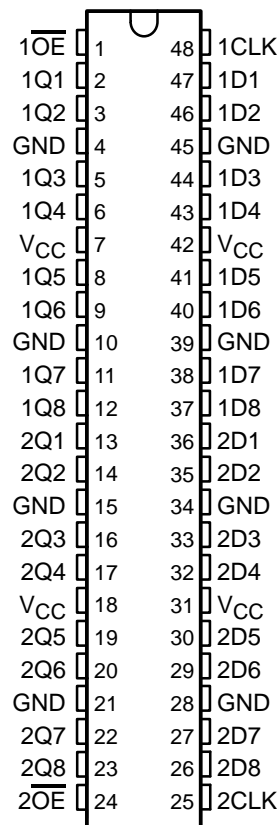 1O̅E̅ 1 48 1CLK
1Q1 2 47 1D1
1Q2 3 46 1D2
GND 4 45 GND
1Q3 5 44 1D3
1Q4 6 43 1D4
VCC 7 42 VCC
1Q5 8 41 1D5
1Q6 9 40 1D6
GND 10 39 GND
1Q7 11 38 1D7
1Q8 12 37 1D8
2Q1 13 36 2D1
2Q2 14 35 2D2
GND 15 34 GND
2Q3 16 33 2D3
2Q4 17 32 2D4
VCC 18 31 VCC
2Q5 19 30 2D5
2Q6 20 29 2D6
GND 21 28 GND
2Q7 22 27 2D7
2Q8 23 26 2D8
2O̅E̅ 24 25 2CLK